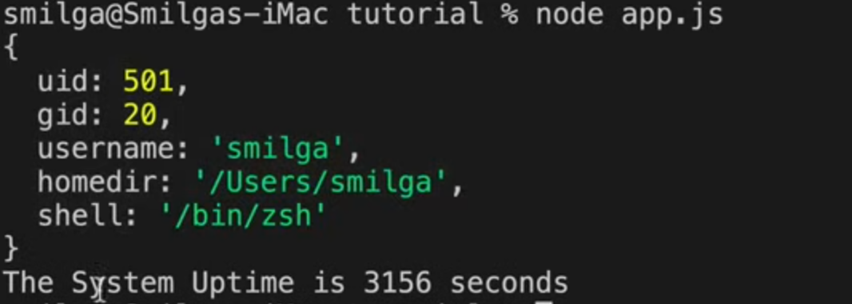 smilga@Smilgas-iMac tutorial % node app.js
{
  uid: 501,
  gid: 20,
  username: 'smilga',
  homedir: '/Users/smilga',
  shell: '/bin/zsh'
}
The System Uptime is 3156 seconds